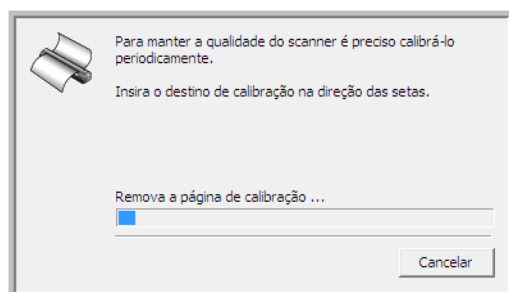 Para manter a qualidade do scanner é preciso calibrá-lo
periodicamente.
Insira o destino de calibração na direção das setas.
Remova a página de calibração ...
Cancelar